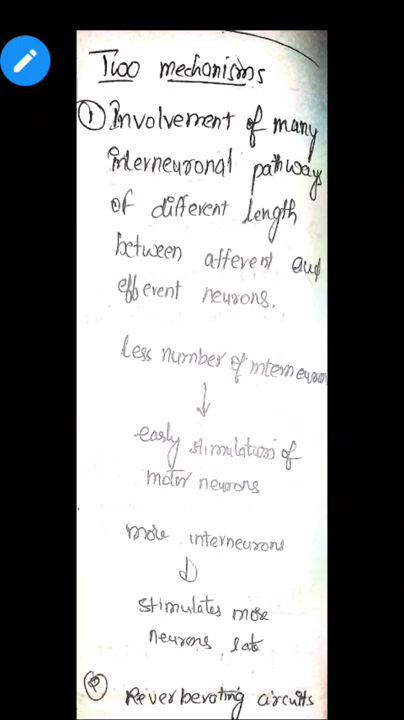 Two mechanisms
① Involvement of many
interneuronal pathways
of different length
between afferent and
efferent neurons.
less number of interneurons
↓
early stimulation of
motor neurons
more interneurons
↓
stimulates more
neurons late
② Reverberating circuits